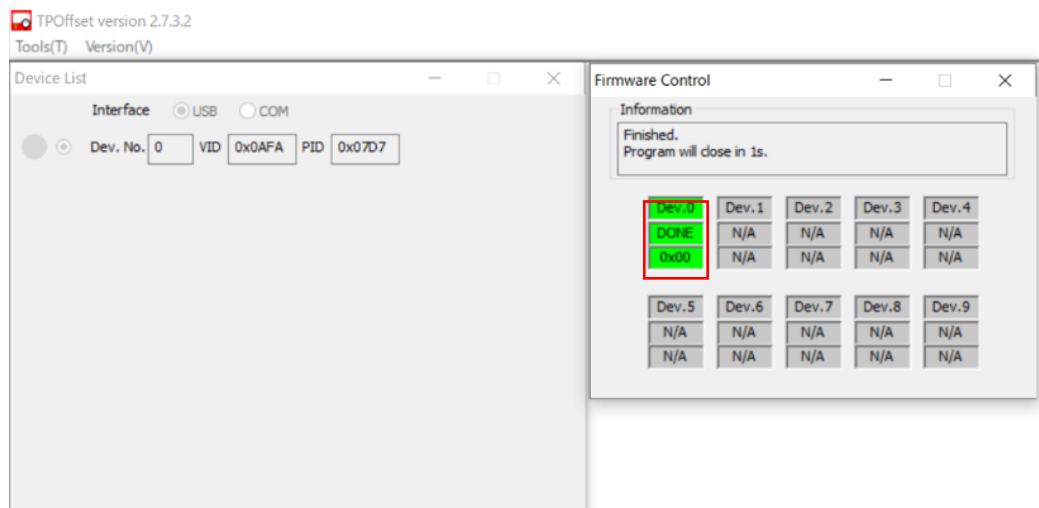 TPOffset version 2.7.3.2
Tools(T) Version(V)
Device List
Interface USB COM
Dev. No. 0 VID 0x0AFA PID 0x07D7
Firmware Control
Information
Finished.
Program will close in 1s.
Dev.0 Dev.1 Dev.2 Dev.3 Dev.4
DONE N/A N/A N/A N/A
0x00 N/A N/A N/A N/A
Dev.5 Dev.6 Dev.7 Dev.8 Dev.9
N/A N/A N/A N/A N/A
N/A N/A N/A N/A N/A